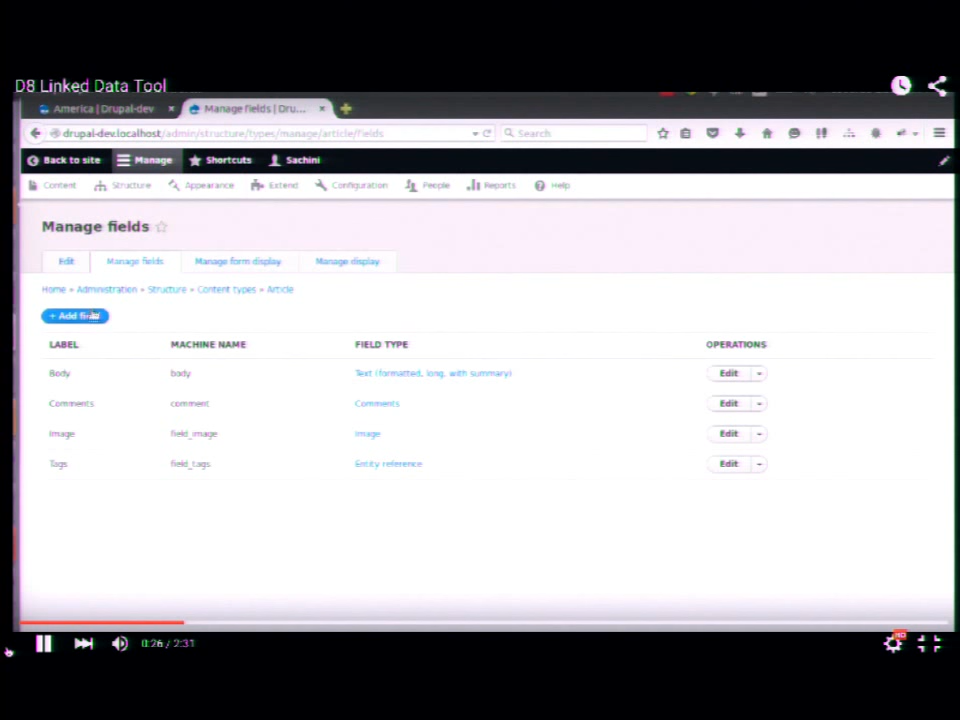 D8 Linked Data Tool
America | Drupal-dev × Manage fields | Dru... ×
drupal-dev.localhost/admin/structure/types/manage/article/fields Search
Back to site Manage Shortcuts Sachini
Content Structure Appearance Extend Configuration People Reports Help
Manage fields
Edit Manage fields Manage form display Manage display
Home » Administration » Structure » Content types » Article
+ Add field
LABEL MACHINE NAME FIELD TYPE OPERATIONS
Body body Text (formatted, long, with summary) Edit
Comments comment Comments Edit
Image field_image Image Edit
Tags field_tags Entity reference Edit
0:26 / 2:31 HD